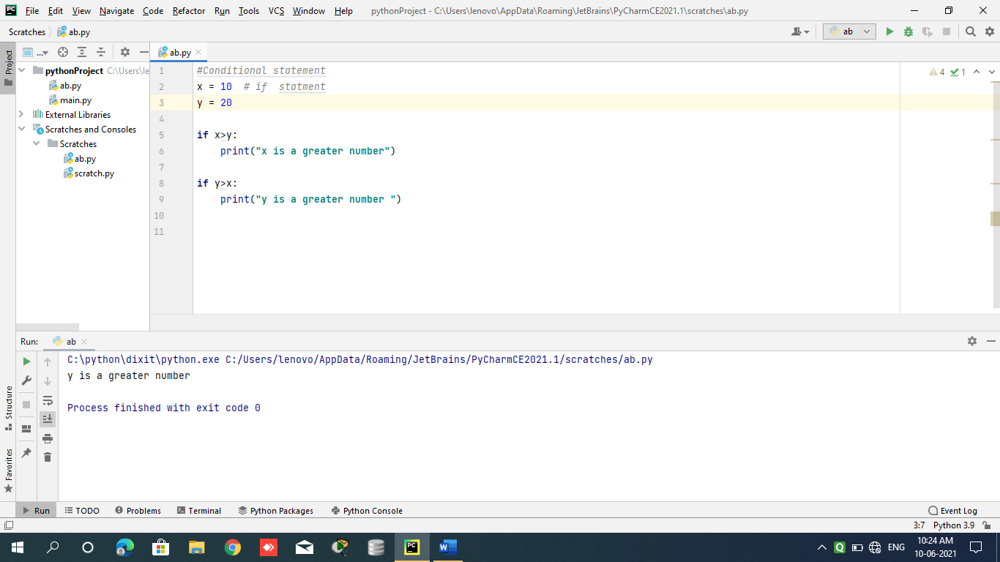 PC File Edit View Navigate Code Refactor Run Tools VCS Window Help pythonProject - C:\Users\lenovo\AppData\Roaming\JetBrains\PyCharmCE2021.1\scratches\ab.py
Scratches ab.py ab
Project ... ab.py
pythonProject C:\Users\le
ab.py
main.py
External Libraries
Scratches and Consoles
Scratches
ab.py
scratch.py
1 #Conditional statement 4 1
2 x = 10 # if statment
3 y = 20
4
5 if x>y:
6 print("x is a greater number")
7
8 if y>x:
9 print("y is a greater number ")
10
11
Run: ab
C:\python\dixit\python.exe C:/Users/lenovo/AppData/Roaming/JetBrains/PyCharmCE2021.1/scratches/ab.py
y is a greater number
Process finished with exit code 0
Structure
Favorites
Run TODO Problems Terminal Python Packages Python Console Event Log
3:7 Python 3.9
PC W Q ENG 10:24 AM
10-06-2021